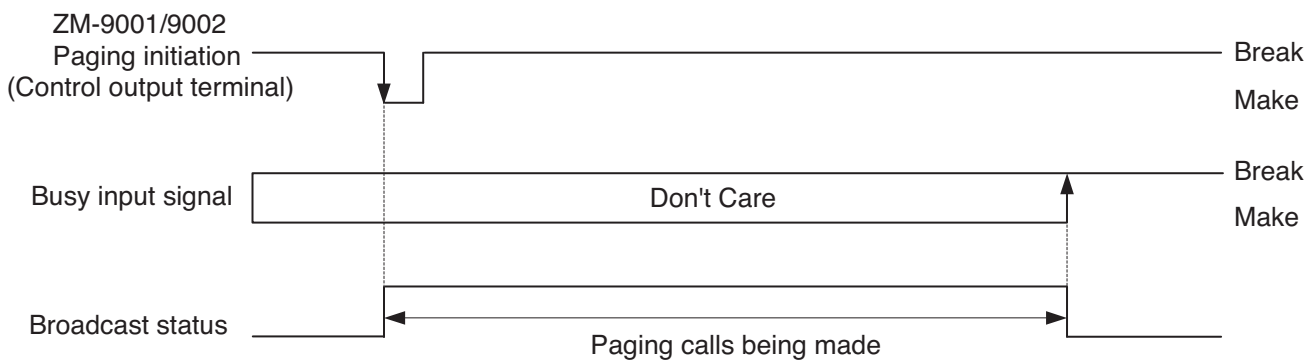 ZM-9001/9002
Paging initiation
(Control output terminal)
Break
Make
Busy input signal
Don't Care
Break
Make
Broadcast status
Paging calls being made